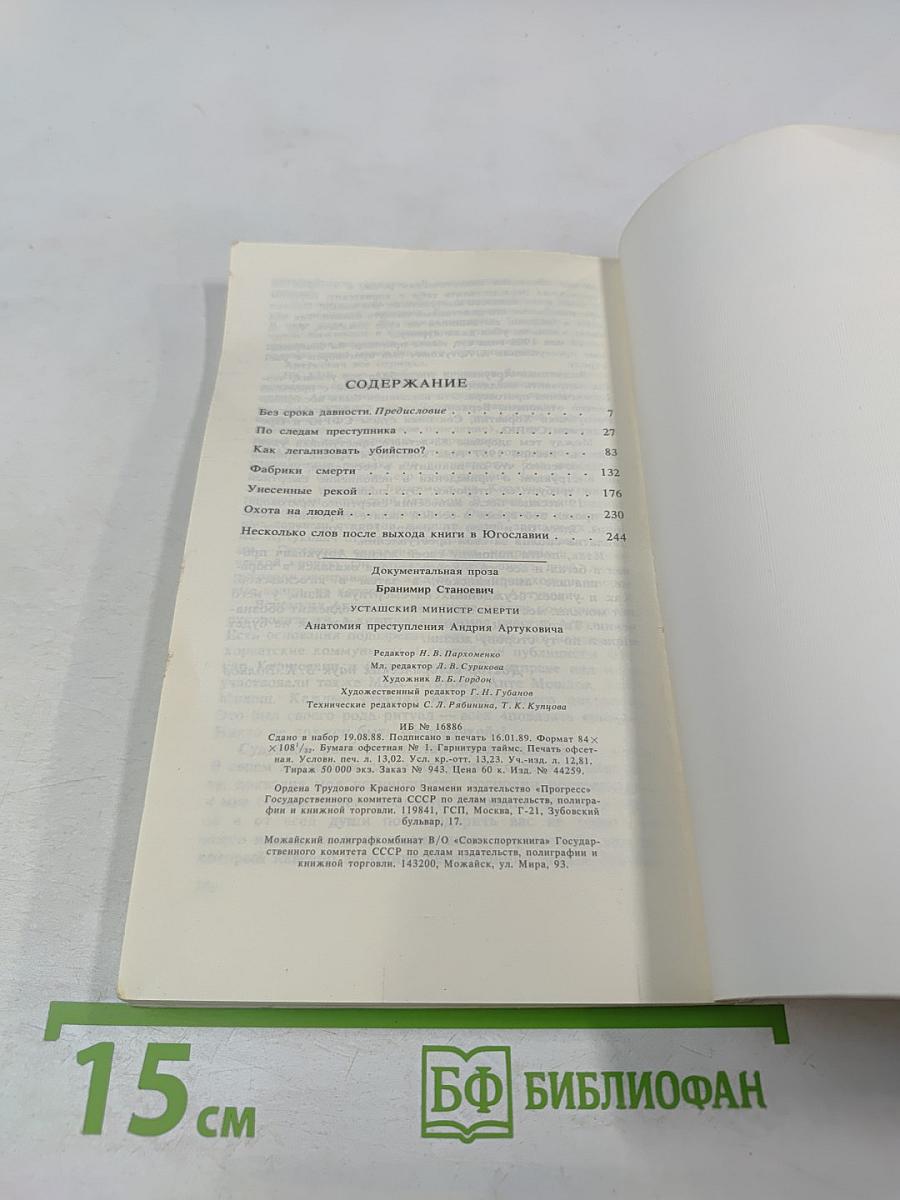 СОДЕРЖАНИЕ
Без срока давности. Предисловие . . . . . . . . 7
По следам преступника . . . . . . . . . . . 27
Как легализовать убийство? . . . . . . . . . . 83
Фабрики смерти . . . . . . . . . . . . . 132
Унесенные рекой . . . . . . . . . . . . . 176
Охота на людей . . . . . . . . . . . . . 230
Несколько слов после выхода книги в Югославии . . . 244
Документальная проза
Бранимир Станоевич
УСТАШСКИЙ МИНИСТР СМЕРТИ
Анатомия преступления Андрия Артуковича
Редактор Н. В. Пархоменко
Мл. редактор Л. В. Сурикова
Художник В. Б. Гордон
Художественный редактор Г. Н. Губанов
Технические редакторы С. Л. Рябинина, Т. К. Купцова
ИБ № 16886
Сдано в набор 19.08.88. Подписано в печать 16.01.89. Формат 84×
×108¹/₃₂. Бумага офсетная № 1. Гарнитура таймс. Печать офсет-
ная. Условн. печ. л. 13,02. Усл. кр.-отт. 13,23. Уч.-изд. л. 12,81.
Тираж 50 000 экз. Заказ № 943. Цена 60 к. Изд. № 44259.
Ордена Трудового Красного Знамени издательство «Прогресс»
Государственного комитета СССР по делам издательств, полигра-
фии и книжной торговли. 119841, ГСП, Москва, Г-21, Зубовский
бульвар, 17.
Можайский полиграфкомбинат В/О «Совэкспорткнига» Государ-
ственного комитета СССР по делам издательств, полиграфии и
книжной торговли. 143200, Можайск, ул. Мира, 93.
15 см БФ БИБЛИОФАН